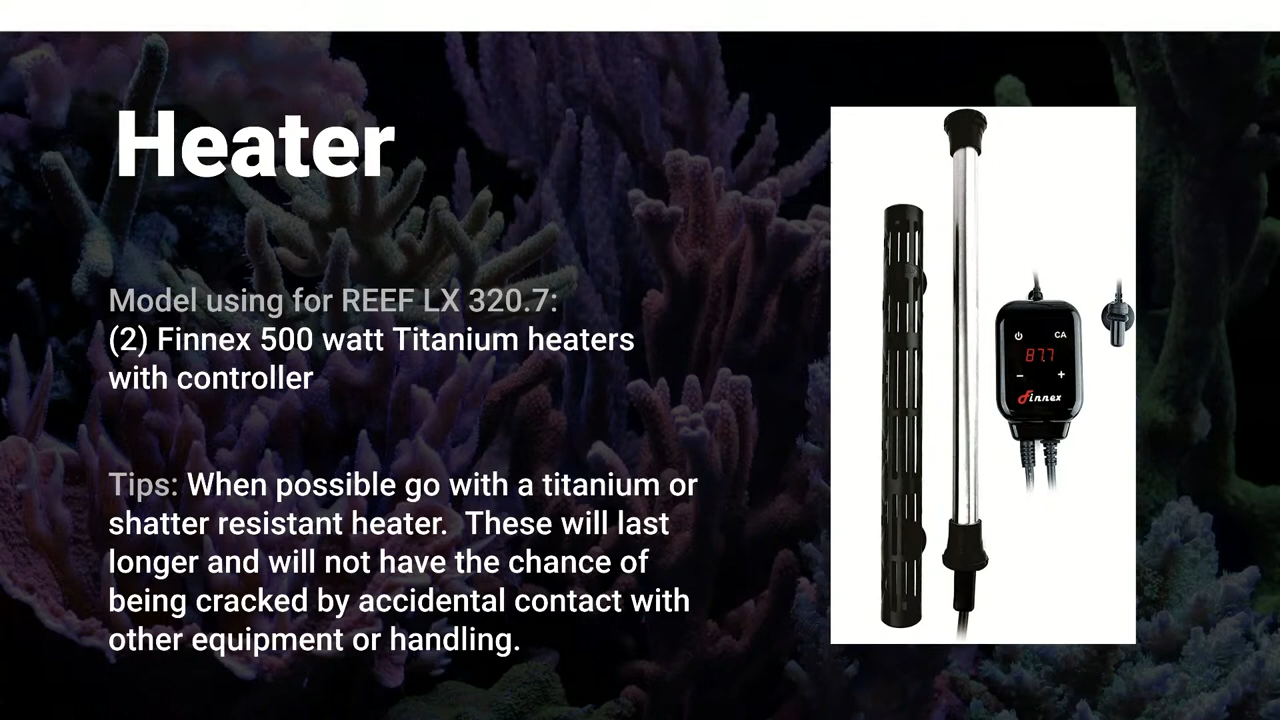 Heater
Model using for REEF LX 320.7:
(2) Finnex 500 watt Titanium heaters
with controller
Tips: When possible go with a titanium or
shatter resistant heater.  These will last
longer and will not have the chance of
being cracked by accidental contact with
other equipment or handling.
CA
87.7
− +
Finnex